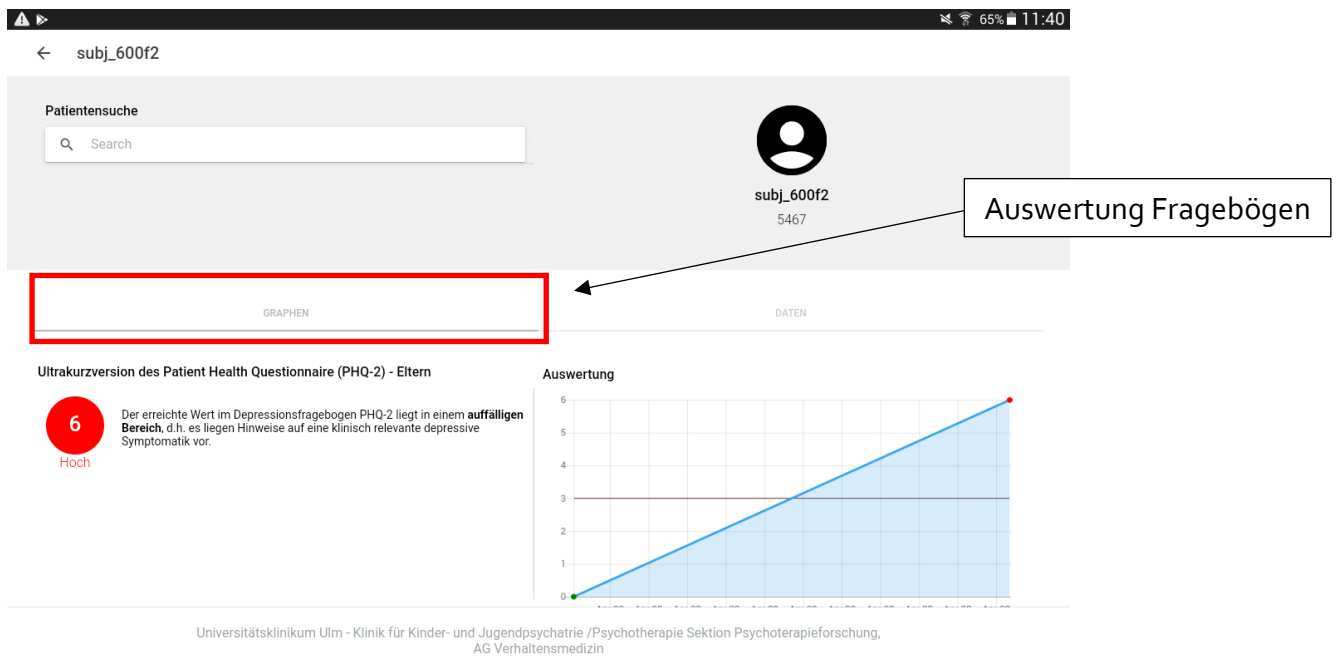 65% 11:40
subj_600f2
Patientensuche
Search
subj_600f2
5467
Auswertung Fragebögen
GRAPHEN
DATEN
Ultrakurzversion des Patient Health Questionnaire (PHQ-2) - Eltern
6
Hoch
Der erreichte Wert im Depressionsfragebogen PHQ-2 liegt in einem auffälligen
Bereich, d.h. es liegen Hinweise auf eine klinisch relevante depressive
Symptomatik vor.
Auswertung
6
5
4
3
2
1
0
Universitätsklinikum Ulm - Klinik für Kinder- und Jugendpsychatrie /Psychotherapie Sektion Psychoterapieforschung,
AG Verhaltensmedizin